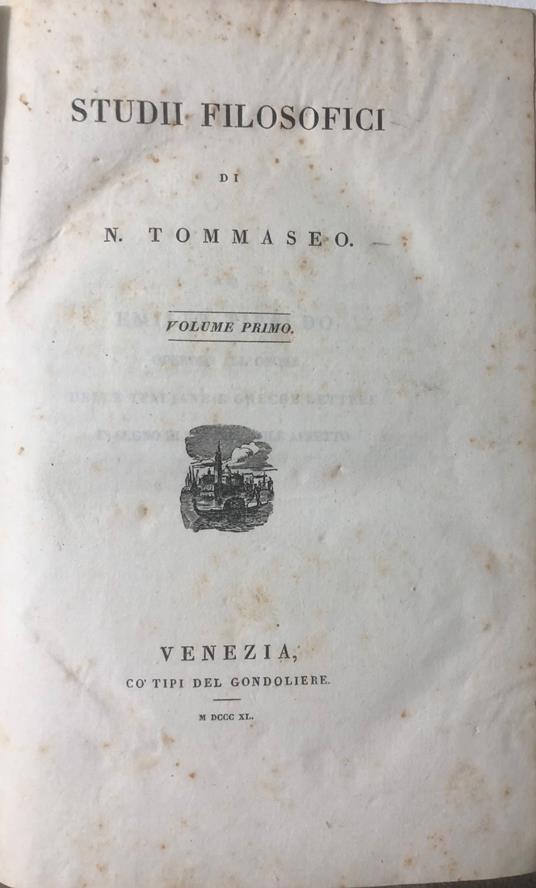 STUDII FILOSOFICI
DI
N. TOMMASEO.
VOLUME PRIMO.
VENEZIA,
CO' TIPI DEL GONDOLIERE.
M DCCC XL.